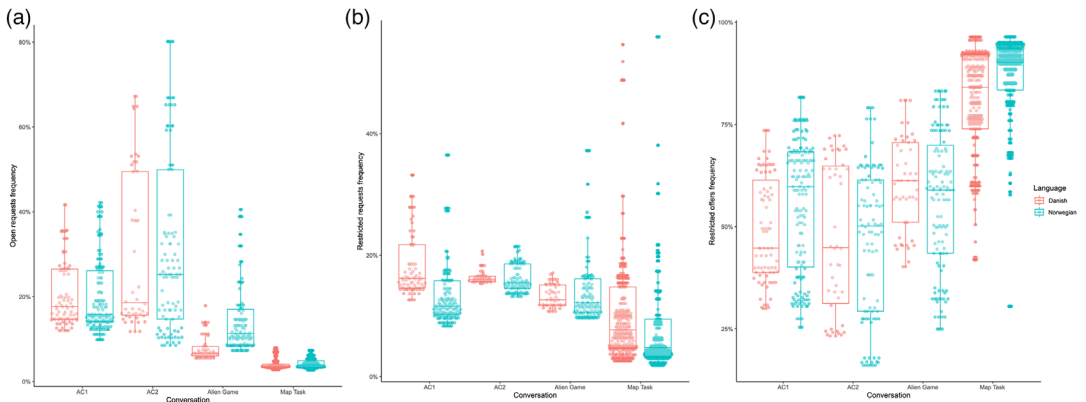 (a)
Open requests frequency
80%
60%
40%
20%
0%
AC1 AC2 Alien Game Map Task
Conversation
(b)
Restricted requests frequency
40%
20%
0%
AC1 AC2 Alien Game Map Task
Conversation
(c)
Restricted offers frequency
100%
75%
50%
25%
AC1 AC2 Alien Game Map Task
Conversation
Language
Danish
Norwegian